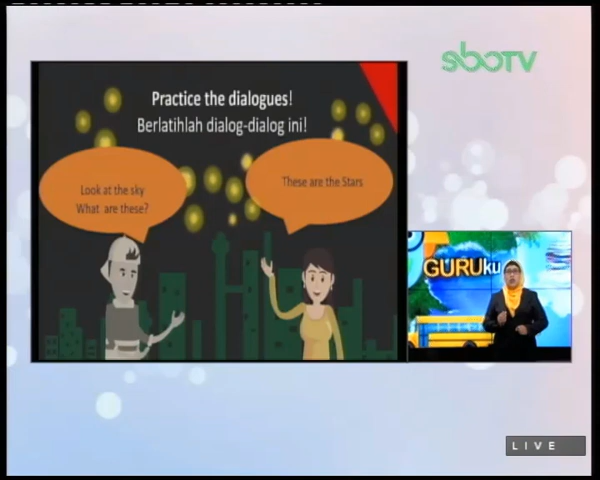 sboTV
Practice the dialogues!
Berlatihlah dialog-dialog ini!
Look at the sky
What are these?
These are the Stars
GURUku
LIVE